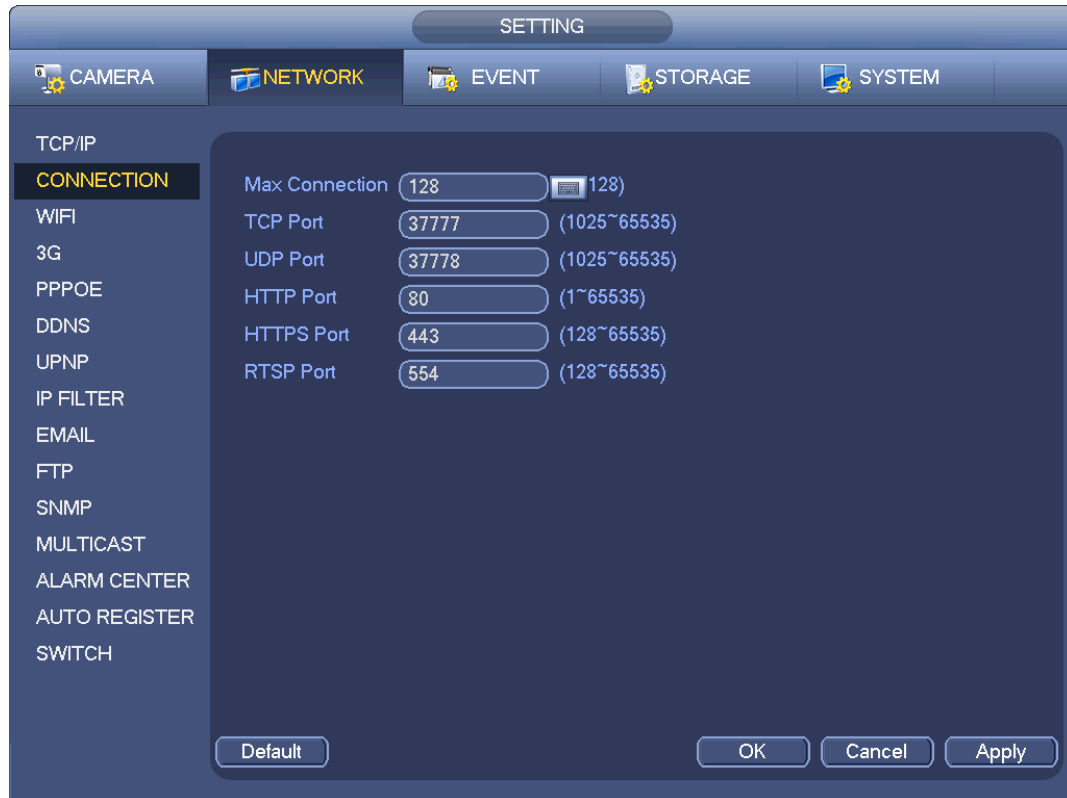 SETTING
CAMERA NETWORK EVENT STORAGE SYSTEM
TCP/IP
CONNECTION
WIFI
3G
PPPOE
DDNS
UPNP
IP FILTER
EMAIL
FTP
SNMP
MULTICAST
ALARM CENTER
AUTO REGISTER
SWITCH
Max Connection 128 128)
TCP Port 37777 (1025~65535)
UDP Port 37778 (1025~65535)
HTTP Port 80 (1~65535)
HTTPS Port 443 (128~65535)
RTSP Port 554 (128~65535)
Default OK Cancel Apply